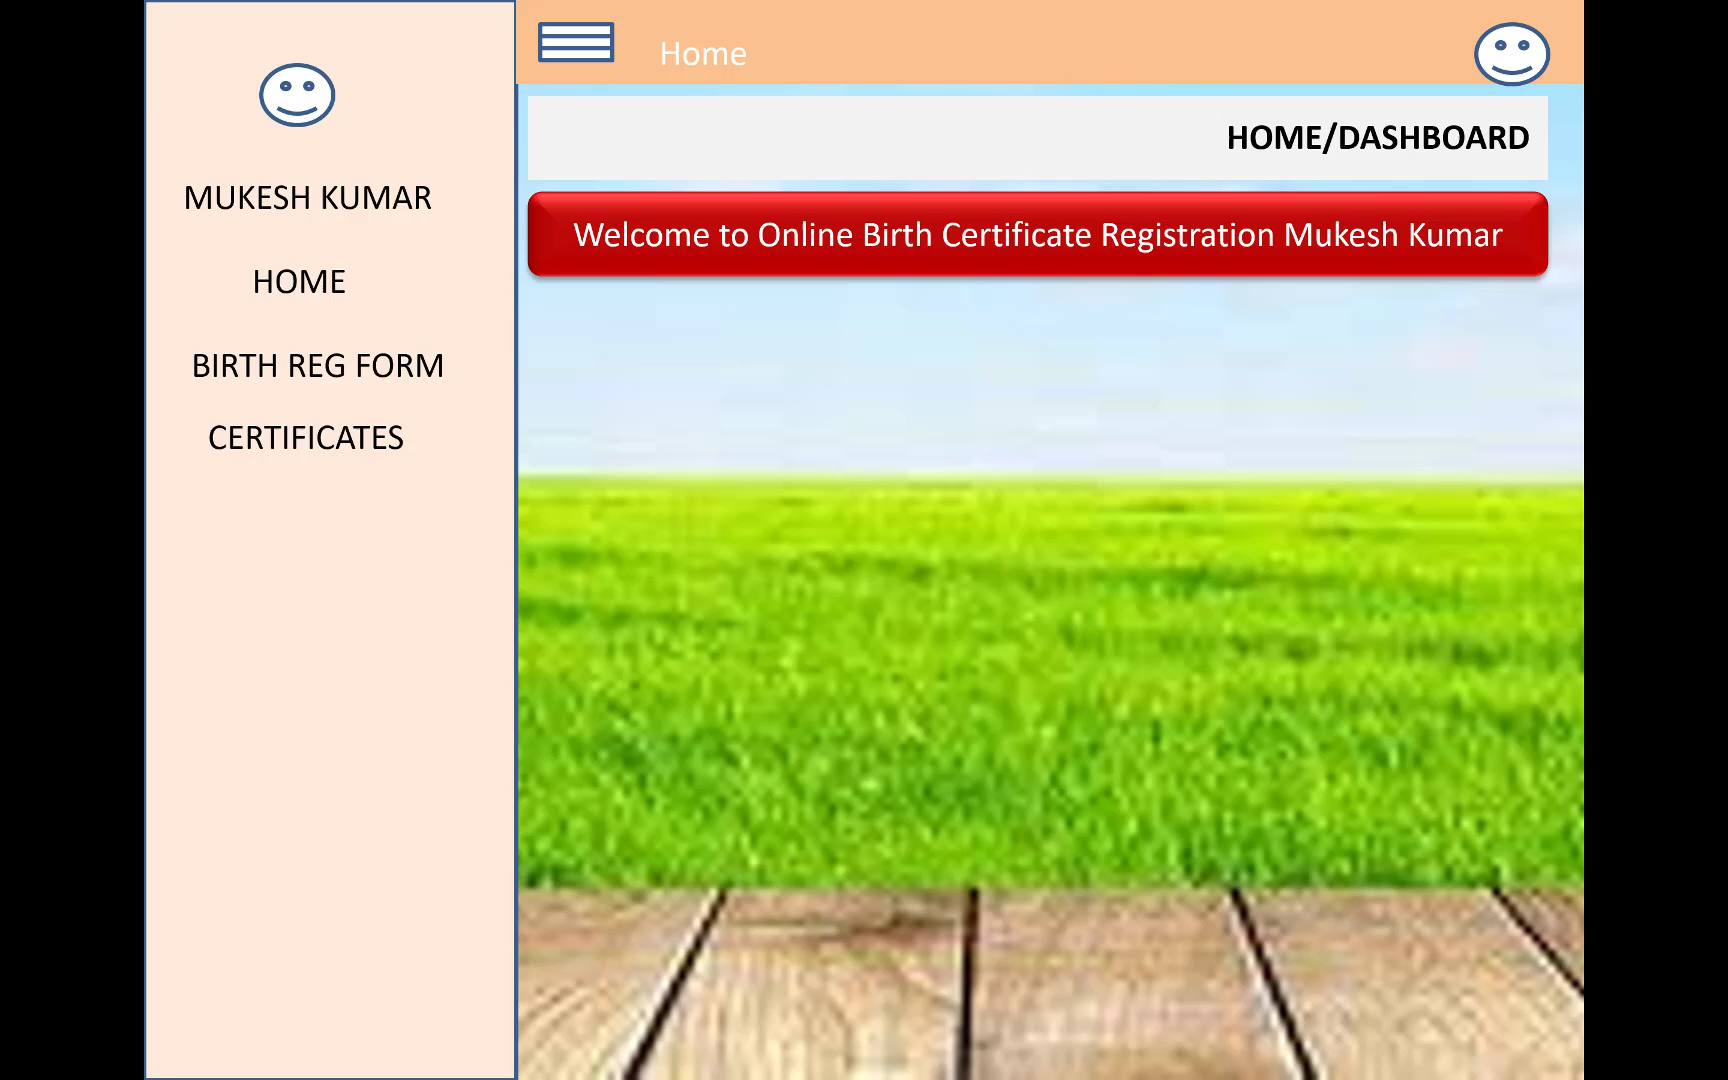 MUKESH KUMAR
HOME
BIRTH REG FORM
CERTIFICATES
Home
HOME/DASHBOARD
Welcome to Online Birth Certificate Registration Mukesh Kumar